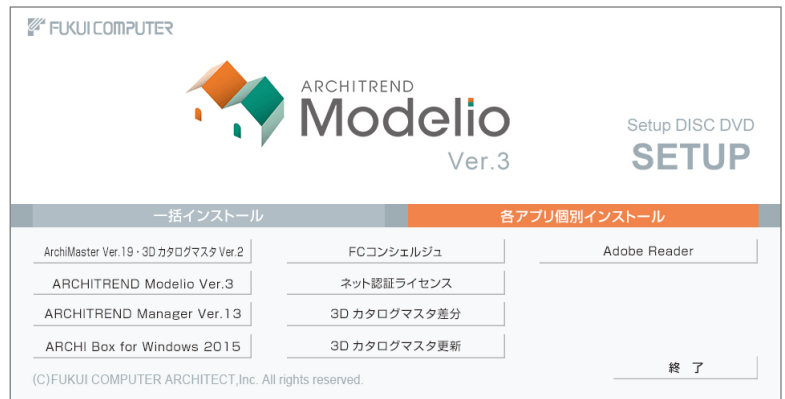 FUKUI COMPUTER
ARCHITREND
Modelio
Ver.3
Setup DISC DVD
SETUP
一括インストール
各アプリ個別インストール
ArchiMaster Ver.19・3Dカタログマスタ Ver.2
ARCHITREND Modelio Ver.3
ARCHITREND Manager Ver.13
ARCHI Box for Windows 2015
FCコンシェルジュ
ネット認証ライセンス
3D カタログマスタ差分
3D カタログマスタ更新
Adobe Reader
終 了
(C)FUKUI COMPUTER ARCHITECT,Inc. All rights reserved.